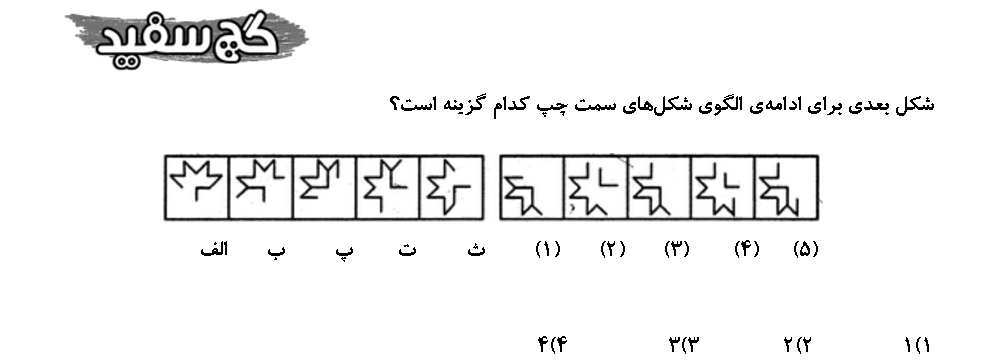 گچ سفید
شکل بعدی برای ادامه‌ی الگوی شکل‌های سمت چپ کدام گزینه است؟
الف ب پ ت ث (۱) (۲) (۳) (۴) (۵)
۱)۱ ۲)۲ ۳)۳ ۴)۴